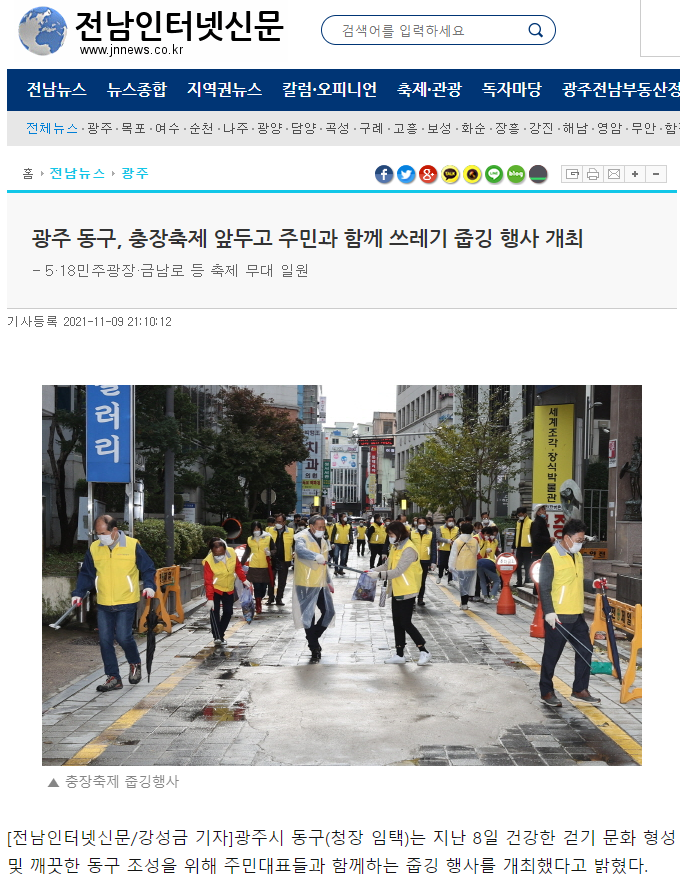 전남인터넷신문
www.jnnews.co.kr
검색어를 입력하세요
전남뉴스 뉴스종합 지역권뉴스 칼럼·오피니언 축제·관광 독자마당 광주전남부동산정
전체뉴스 · 광주 · 목포 · 여수 · 순천 · 나주 · 광양 · 담양 · 곡성 · 구례 · 고흥 · 보성 · 화순 · 장흥 · 강진 · 해남 · 영암 · 무안 · 함
홈 › 전남뉴스 › 광주
TALK
LINE
blog
광주 동구, 충장축제 앞두고 주민과 함께 쓰레기 줍깅 행사 개최
- 5·18민주광장·금남로 등 축제 무대 일원
기사등록 2021-11-09 21:10:12
러리
치과
세계조각·장식박물관
▲ 충장축제 줍깅행사
[전남인터넷신문/강성금 기자]광주시 동구(청장 임택)는 지난 8일 건강한 걷기 문화 형성
및 깨끗한 동구 조성을 위해 주민대표들과 함께하는 줍깅 행사를 개최했다고 밝혔다.